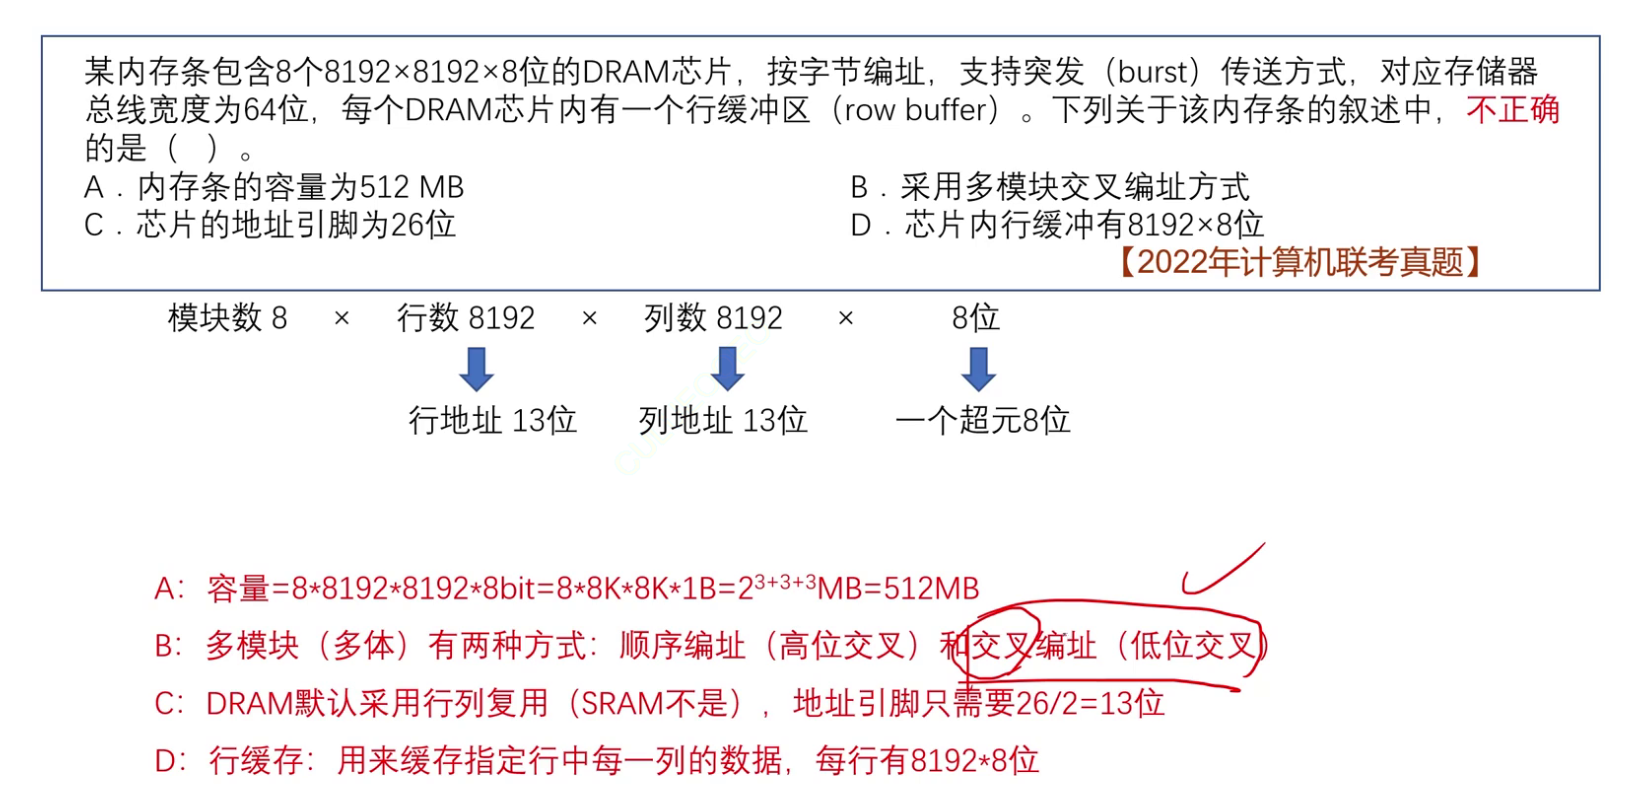 某内存条包含8个8192×8192×8位的DRAM芯片，按字节编址，支持突发（burst）传送方式，对应存储器
总线宽度为64位，每个DRAM芯片内有一个行缓冲区（row buffer）。下列关于该内存条的叙述中，不正确
的是（ ）。
A．内存条的容量为512 MB B．采用多模块交叉编址方式
C．芯片的地址引脚为26位 D．芯片内行缓冲有8192×8位
【2022年计算机联考真题】
模块数 8 × 行数 8192 × 列数 8192 × 8位
行地址 13位 列地址 13位 一个超元8位
A：容量=8*8192*8192*8bit=8*8K*8K*1B=2³⁺³⁺³MB=512MB
B：多模块（多体）有两种方式：顺序编址（高位交叉）和交叉编址（低位交叉）
C：DRAM默认采用行列复用（SRAM不是），地址引脚只需要26/2=13位
D：行缓存：用来缓存指定行中每一列的数据，每行有8192*8位